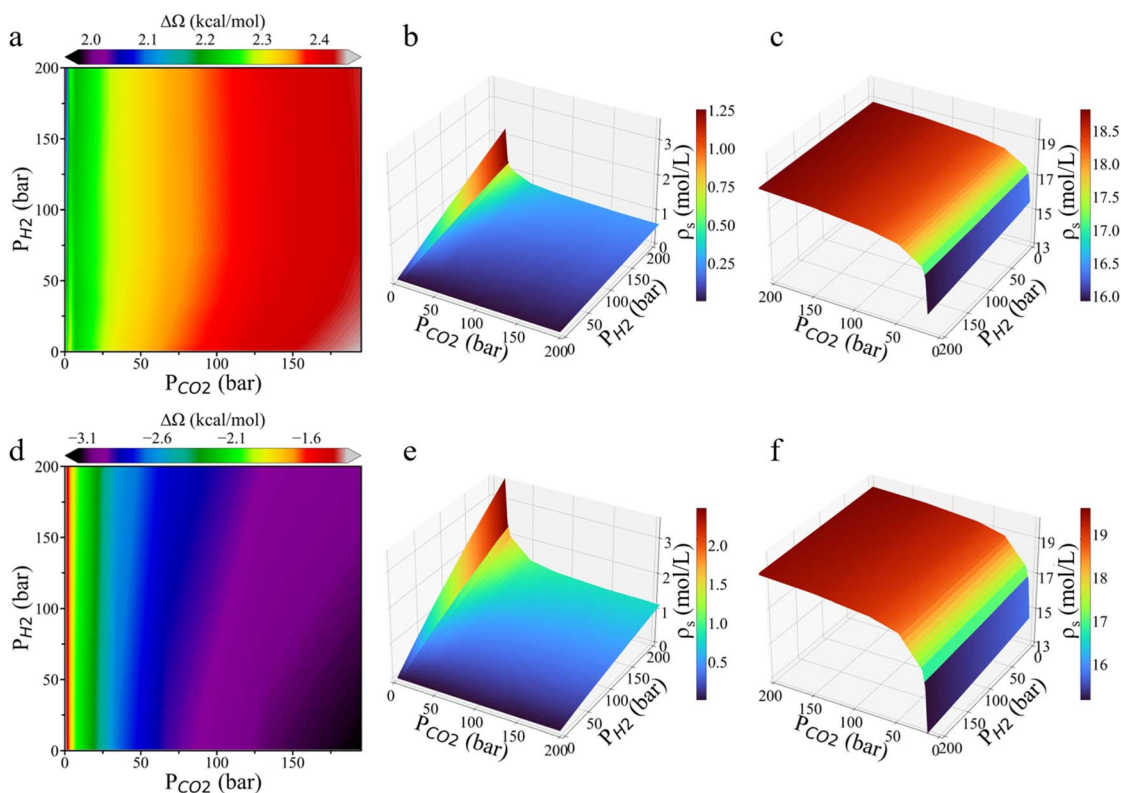 a
ΔΩ (kcal/mol)
2.0 2.1 2.2 2.3 2.4
200
150
100
50
0
P_H2 (bar)
0 50 100 150
P_CO2 (bar)
b
3
2
1
0
ρ_s (mol/L)
1.25
1.00
0.75
0.50
0.25
0 50 100 150 200
P_CO2 (bar)
0 50 100 150 200
P_H2 (bar)
c
19
17
15
13
ρ_s (mol/L)
18.5
18.0
17.5
17.0
16.5
16.0
200 150 100 50 0
P_CO2 (bar)
200 150 100 50 0
P_H2 (bar)
d
ΔΩ (kcal/mol)
−3.1 −2.6 −2.1 −1.6
200
150
100
50
0
P_H2 (bar)
0 50 100 150
P_CO2 (bar)
e
3
2
1
0
ρ_s (mol/L)
2.0
1.5
1.0
0.5
0 50 100 150 200
P_CO2 (bar)
0 50 100 150 200
P_H2 (bar)
f
19
17
15
13
ρ_s (mol/L)
19
18
17
16
200 150 100 50 0
P_CO2 (bar)
200 150 100 50 0
P_H2 (bar)